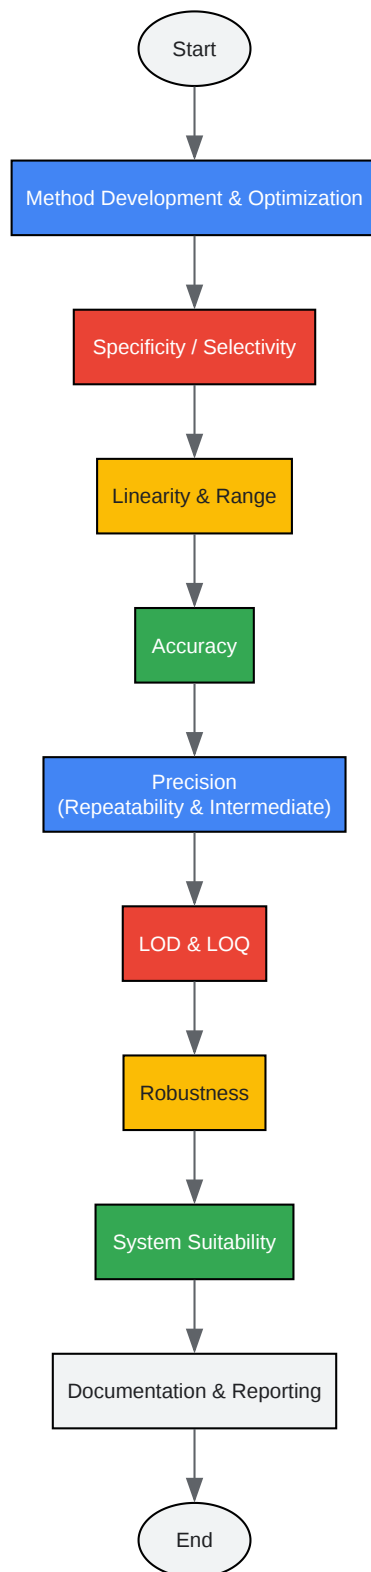 Start
Method Development & Optimization
Specificity / Selectivity
Linearity & Range
Accuracy
Precision
(Repeatability & Intermediate)
LOD & LOQ
Robustness
System Suitability
Documentation & Reporting
End